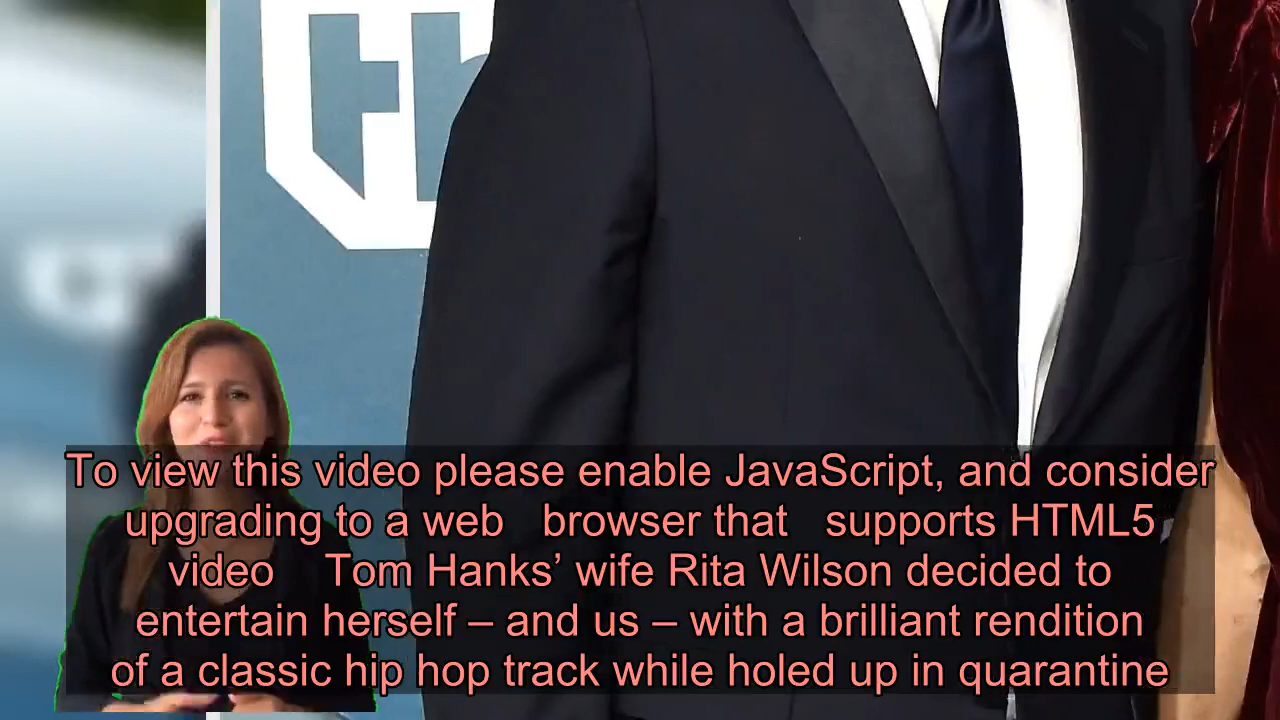 To view this video please enable JavaScript, and consider
upgrading to a web browser that supports HTML5
video Tom Hanks’ wife Rita Wilson decided to
entertain herself – and us – with a brilliant rendition
of a classic hip hop track while holed up in quarantine